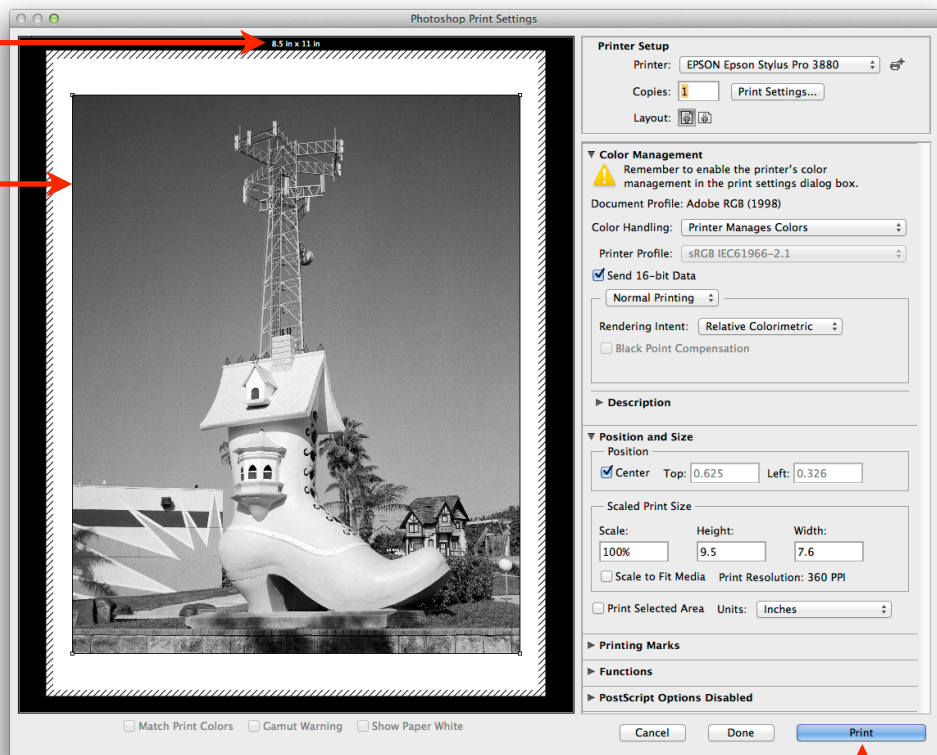 Photoshop Print Settings
8.5 in x 11 in
Printer Setup
Printer: EPSON Epson Stylus Pro 3880
Copies: 1 Print Settings...
Layout:
Color Management
Remember to enable the printer's color
management in the print settings dialog box.
Document Profile: Adobe RGB (1998)
Color Handling: Printer Manages Colors
Printer Profile: sRGB IEC61966-2.1
Send 16-bit Data
Normal Printing
Rendering Intent: Relative Colorimetric
Black Point Compensation
Description
Position and Size
Position
Center Top: 0.625 Left: 0.326
Scaled Print Size
Scale: Height: Width:
100% 9.5 7.6
Scale to Fit Media Print Resolution: 360 PPI
Print Selected Area Units: Inches
Printing Marks
Functions
PostScript Options Disabled
Match Print Colors Gamut Warning Show Paper White
Cancel Done Print